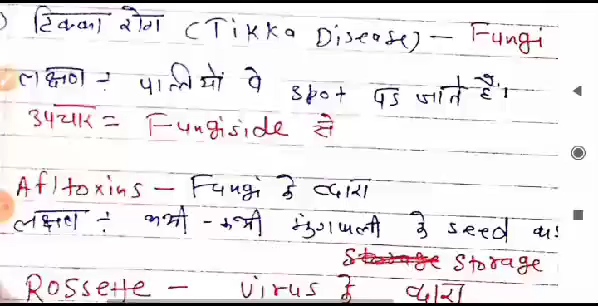 टिक्का रोग (Tikka Disease) - Fungi
लक्षण : पत्तियों पे spot पड़ जाते हैं।
उपचार = Fungiside से
Afltoxins - Fungi के द्वारा
लक्षण : कभी-कभी मूंगफली के seed का
storage
Rossette - virus के द्वारा